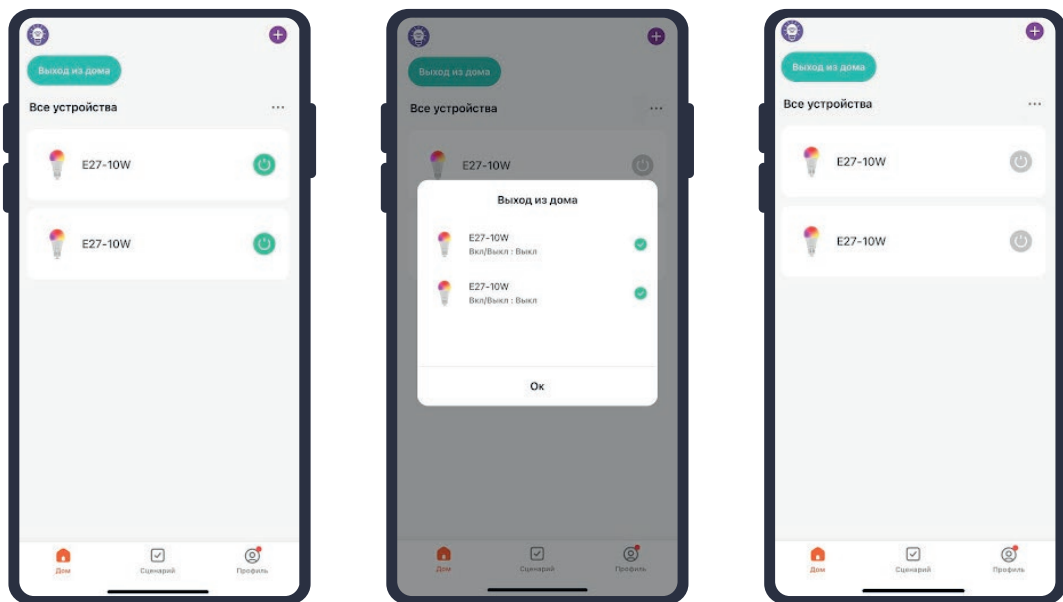 Выход из дома
Все устройства
E27-10W
E27-10W
Дом
Сценарий
Профиль
Выход из дома
Все устройства
E27-10W
Выход из дома
E27-10W
Вкл/Выкл : Выкл
E27-10W
Вкл/Выкл : Выкл
Ок
Дом
Сценарий
Профиль
Выход из дома
Все устройства
E27-10W
E27-10W
Дом
Сценарий
Профиль